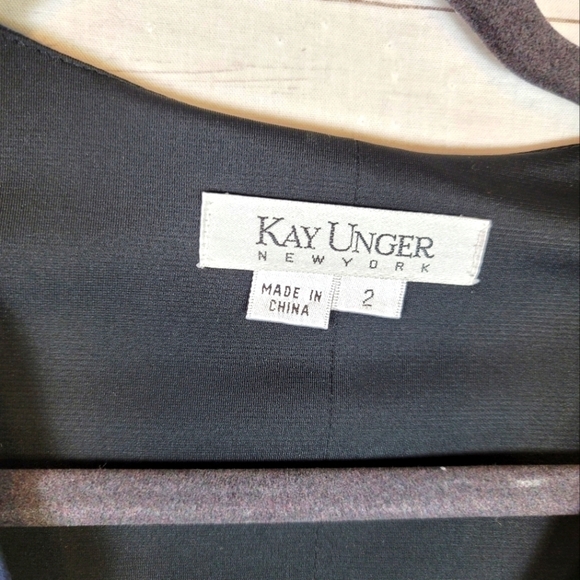 KAY UNGER
NEW YORK
MADE IN
CHINA
2